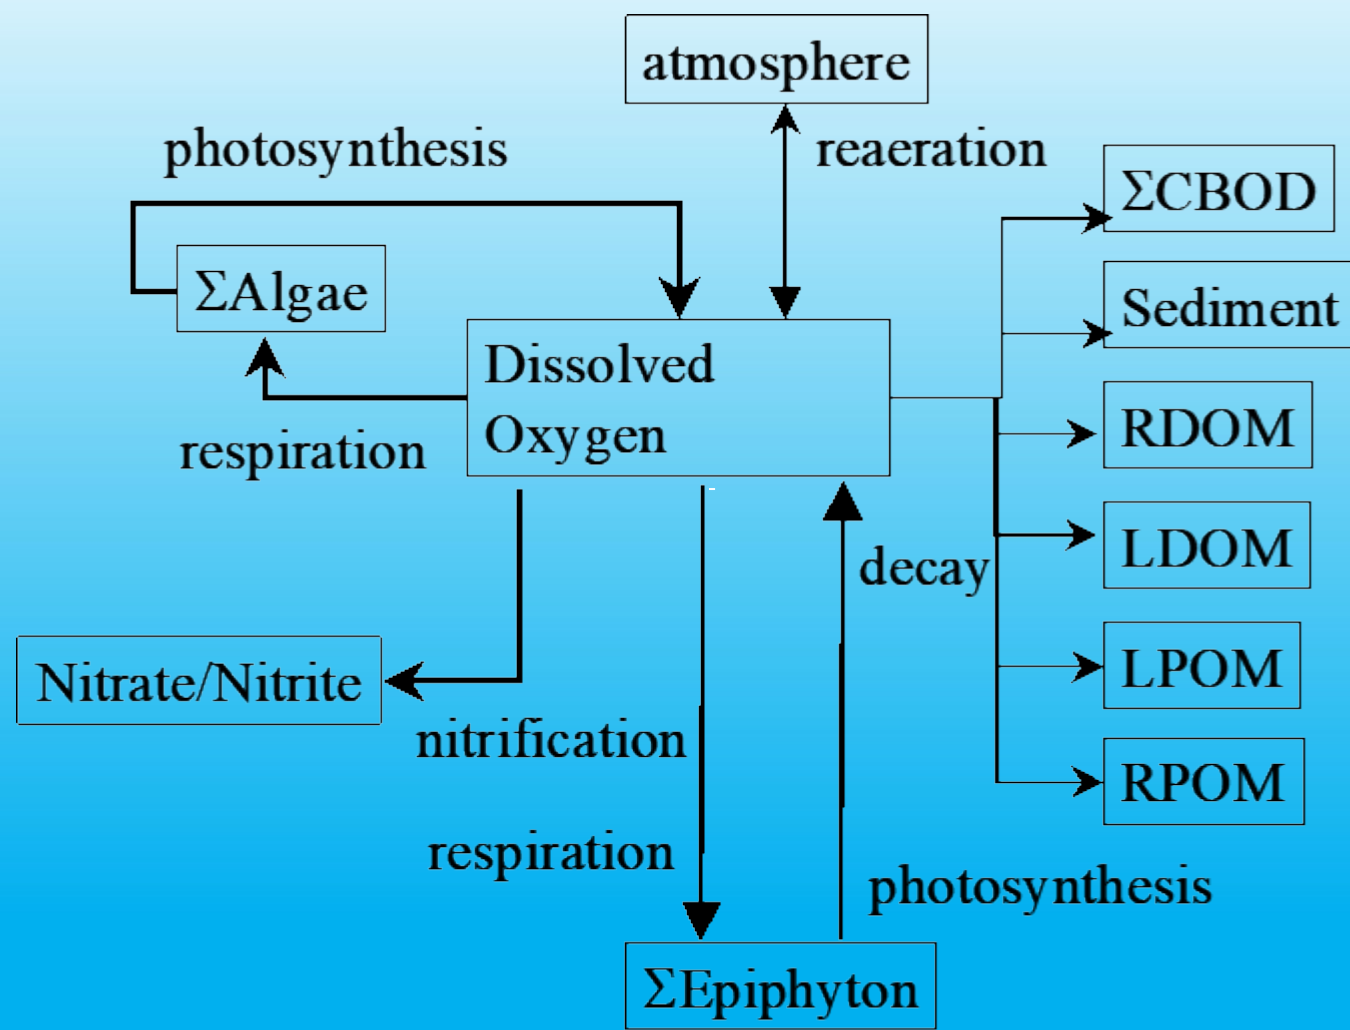 atmosphere
photosynthesis
reaeration
ΣCBOD
ΣAlgae
Sediment
Dissolved
Oxygen
RDOM
respiration
LDOM
decay
Nitrate/Nitrite
LPOM
nitrification
RPOM
respiration
photosynthesis
ΣEpiphyton